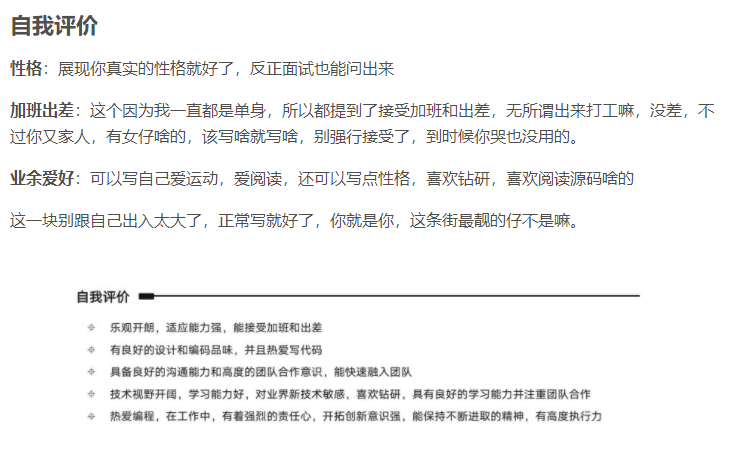 自我评价
性格：展现你真实的性格就好了，反正面试也能问出来
加班出差：这个因为我一直都是单身，所以都提到了接受加班和出差，无所谓出来打工嘛，没差，不
过你又家人，有女仔啥的，该写啥就写啥，别强行接受了，到时候你哭也没用的。
业余爱好：可以写自己爱运动，爱阅读，还可以写点性格，喜欢钻研，喜欢阅读源码啥的
这一块别跟自己出入太大了，正常写就好了，你就是你，这条街最靓的仔不是嘛。
自我评价
乐观开朗，适应能力强，能接受加班和出差
有良好的设计和编码品味，并且热爱写代码
具备良好的沟通能力和高度的团队合作意识，能快速融入团队
技术视野开阔，学习能力好，对业界新技术敏感，喜欢钻研，具有良好的学习能力并注重团队合作
热爱编程，在工作中，有着强烈的责任心，开拓创新意识强，能保持不断进取的精神，有高度执行力